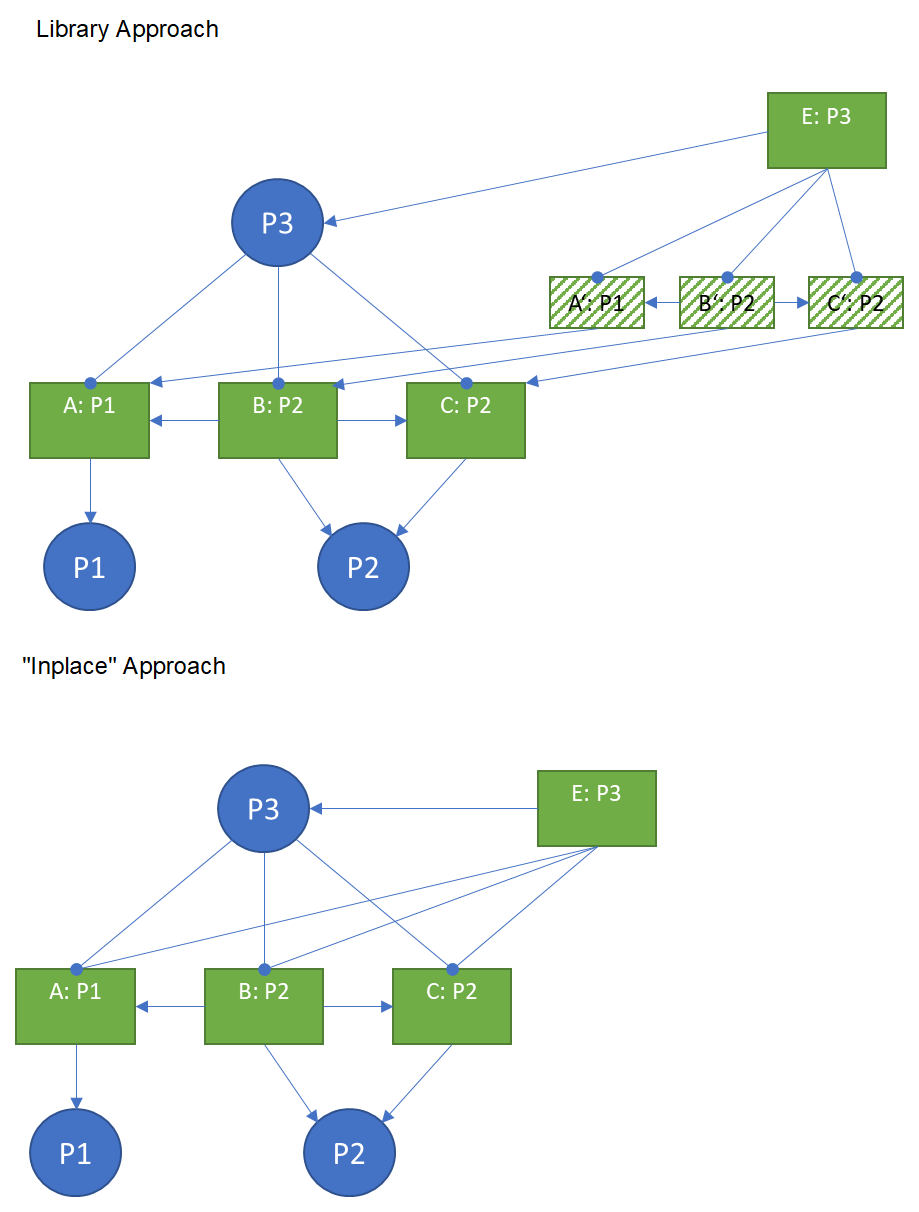 Library Approach
E: P3
P3
A‘: P1
B‘: P2
C‘: P2
A: P1
B: P2
C: P2
P1
P2
"Inplace" Approach
P3
E: P3
A: P1
B: P2
C: P2
P1
P2